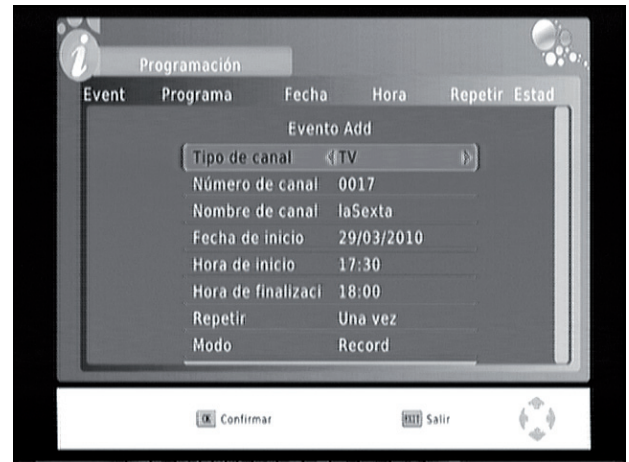 i
Programación
Event Programa Fecha Hora Repetir Estad
Evento Add
Tipo de canal TV
Número de canal 0017
Nombre de canal laSexta
Fecha de inicio 29/03/2010
Hora de inicio 17:30
Hora de finalizaci 18:00
Repetir Una vez
Modo Record
OK Confirmar EXIT Salir